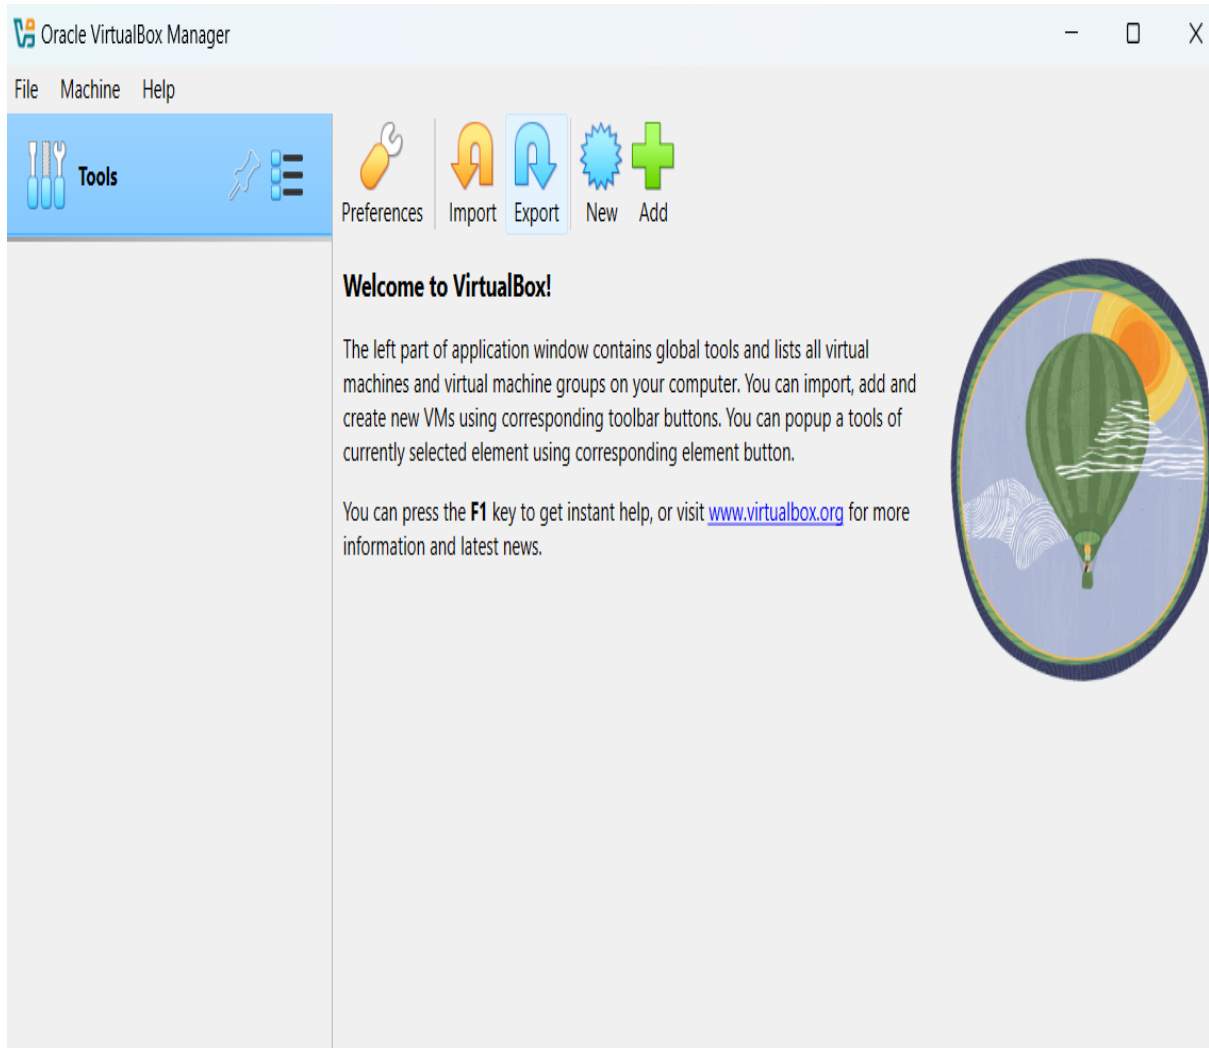 Oracle VirtualBox Manager
File Machine Help
Tools
Preferences Import Export New Add
Welcome to VirtualBox!
The left part of application window contains global tools and lists all virtual
machines and virtual machine groups on your computer. You can import, add and
create new VMs using corresponding toolbar buttons. You can popup a tools of
currently selected element using corresponding element button.
You can press the F1 key to get instant help, or visit www.virtualbox.org for more
information and latest news.